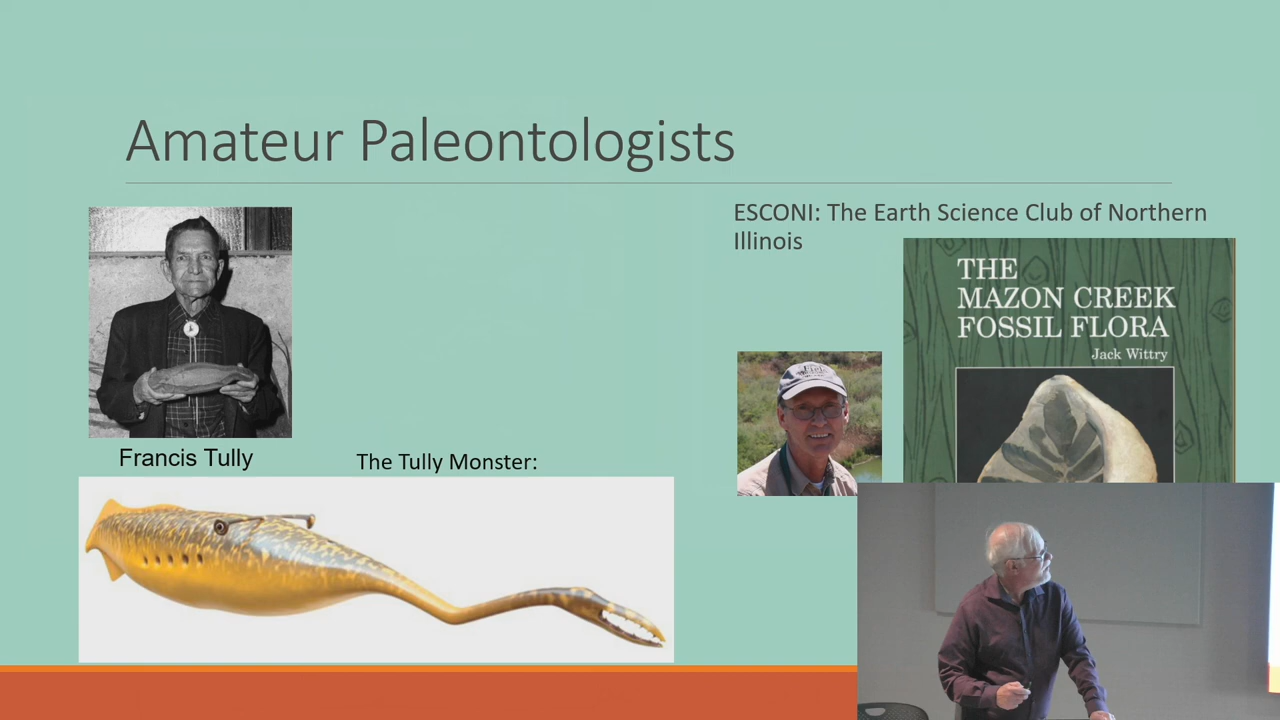 Amateur Paleontologists
ESCONI: The Earth Science Club of Northern
Illinois
THE
MAZON CREEK
FOSSIL FLORA
Jack Wittry
Francis Tully
The Tully Monster: